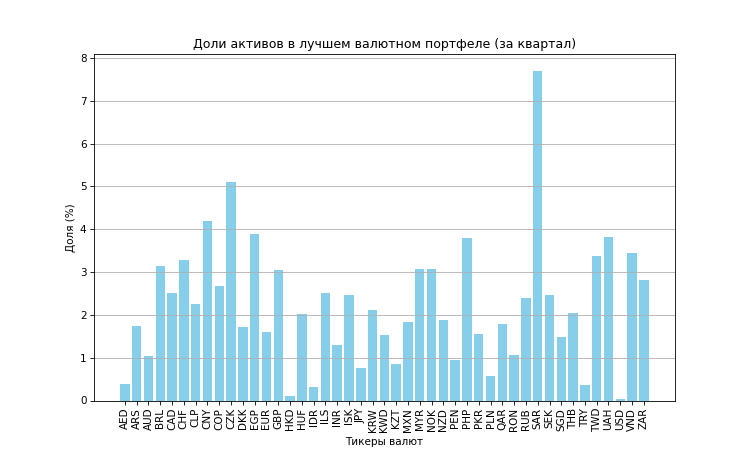 Доли активов в лучшем валютном портфеле (за квартал)
Доля (%)
8
7
6
5
4
3
2
1
0
AED ARS AUD BRL CAD CHF CLP CNY COP CZK DKK EGP EUR GBP HKD HUF IDR ILS INR ISK JPY KRW KWD KZT MXN MYR NOK NZD PEN PHP PKR PLN QAR RON RUB SAR SEK SGD THB TRY TWD UAH USD VND ZAR
Тикеры валют